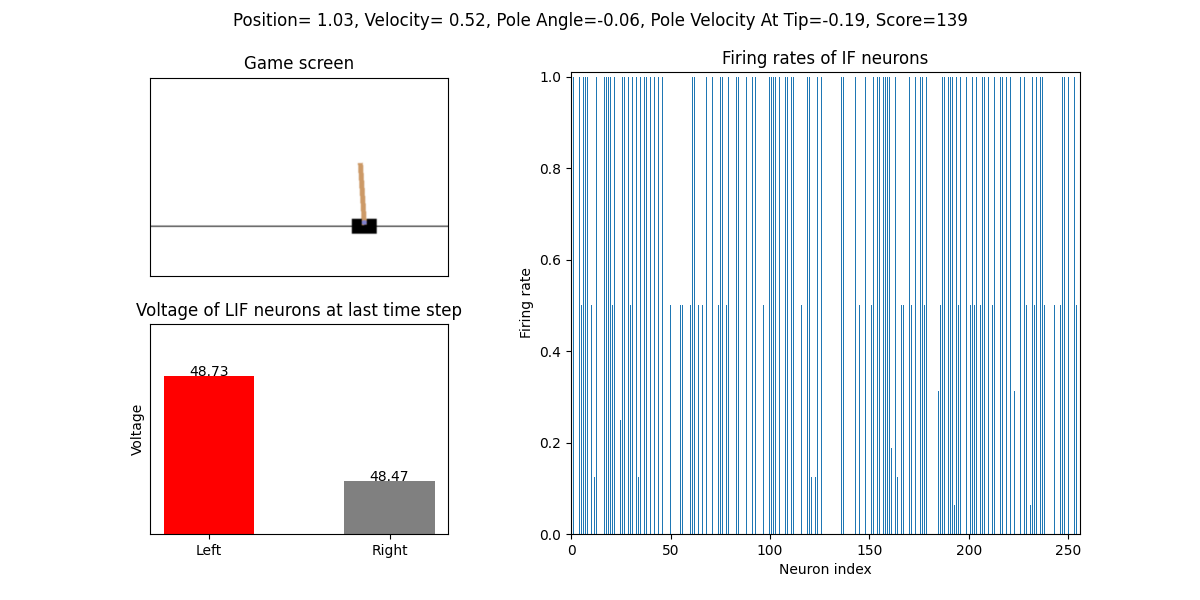 Position= 1.03, Velocity= 0.52, Pole Angle=-0.06, Pole Velocity At Tip=-0.19, Score=139
Game screen
Voltage of LIF neurons at last time step
Voltage
48.73
48.47
Left
Right
Firing rates of IF neurons
Firing rate
1.0
0.8
0.6
0.4
0.2
0.0
0
50
100
150
200
250
Neuron index